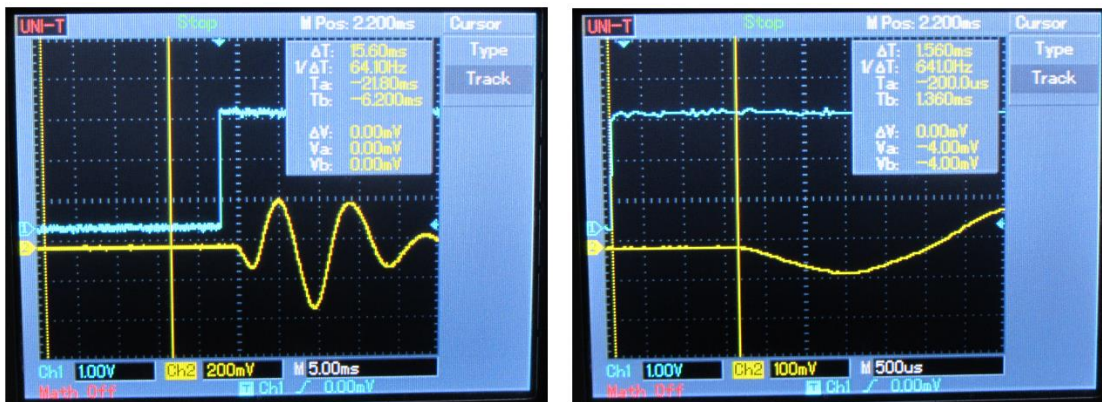 UNI-T Stop M Pos: 2.200ms Cursor
Type
Track
ΔT: 15.60ms
1/ΔT: 64.10Hz
Ta: -21.80ms
Tb: -6.200ms
ΔV: 0.00mV
Va: 0.00mV
Vb: 0.00mV
1
2
Ch1 1.00V Ch2 200mV M 5.00ms
Math Off T Ch1 0.00mV
UNI-T Stop M Pos: 2.200ms Cursor
Type
Track
ΔT: 1.560ms
1/ΔT: 641.0Hz
Ta: -200.0us
Tb: 1.360ms
ΔV: 0.00mV
Va: -4.00mV
Vb: -4.00mV
1
2
Ch1 1.00V Ch2 100mV M 500us
Math Off T Ch1 0.00mV